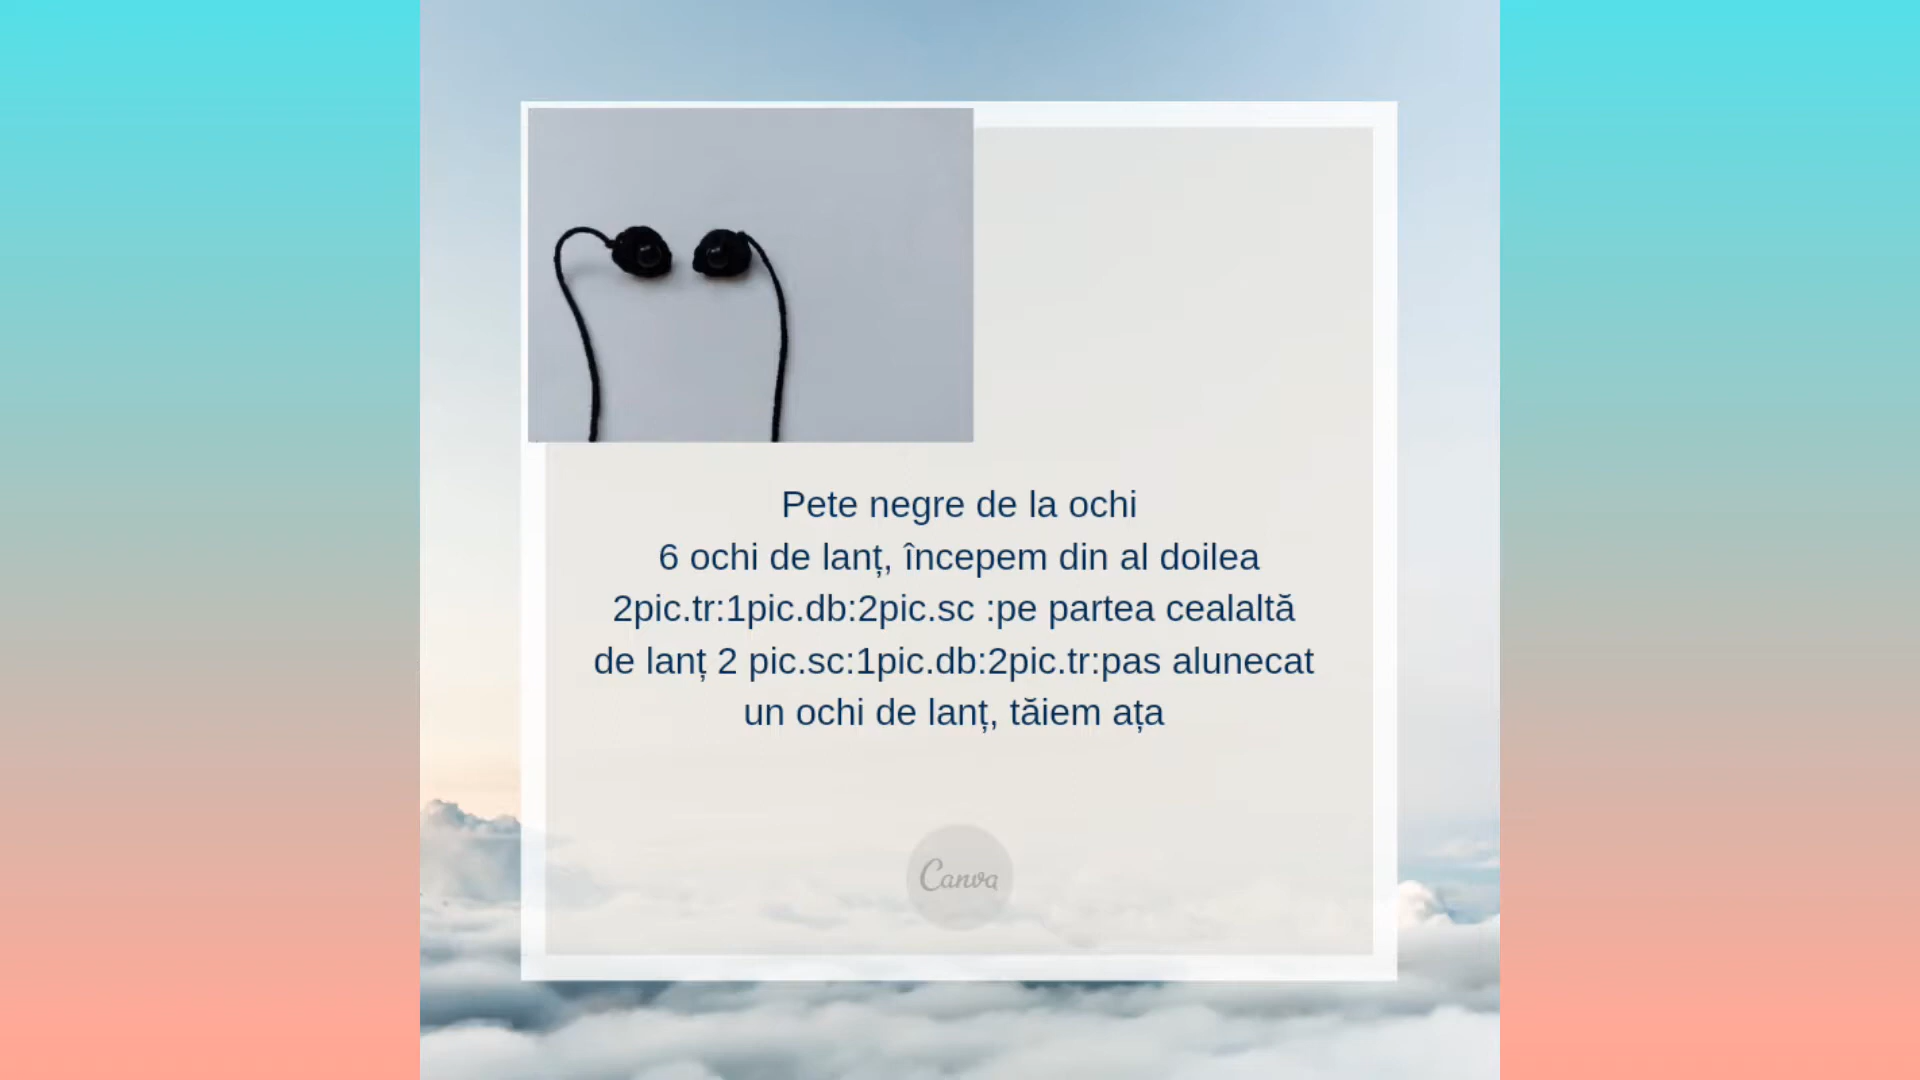 Pete negre de la ochi
6 ochi de lanț, începem din al doilea
2pic.tr:1pic.db:2pic.sc :pe partea cealaltă
de lanț 2 pic.sc:1pic.db:2pic.tr:pas alunecat
un ochi de lanț, tăiem ața
Canva